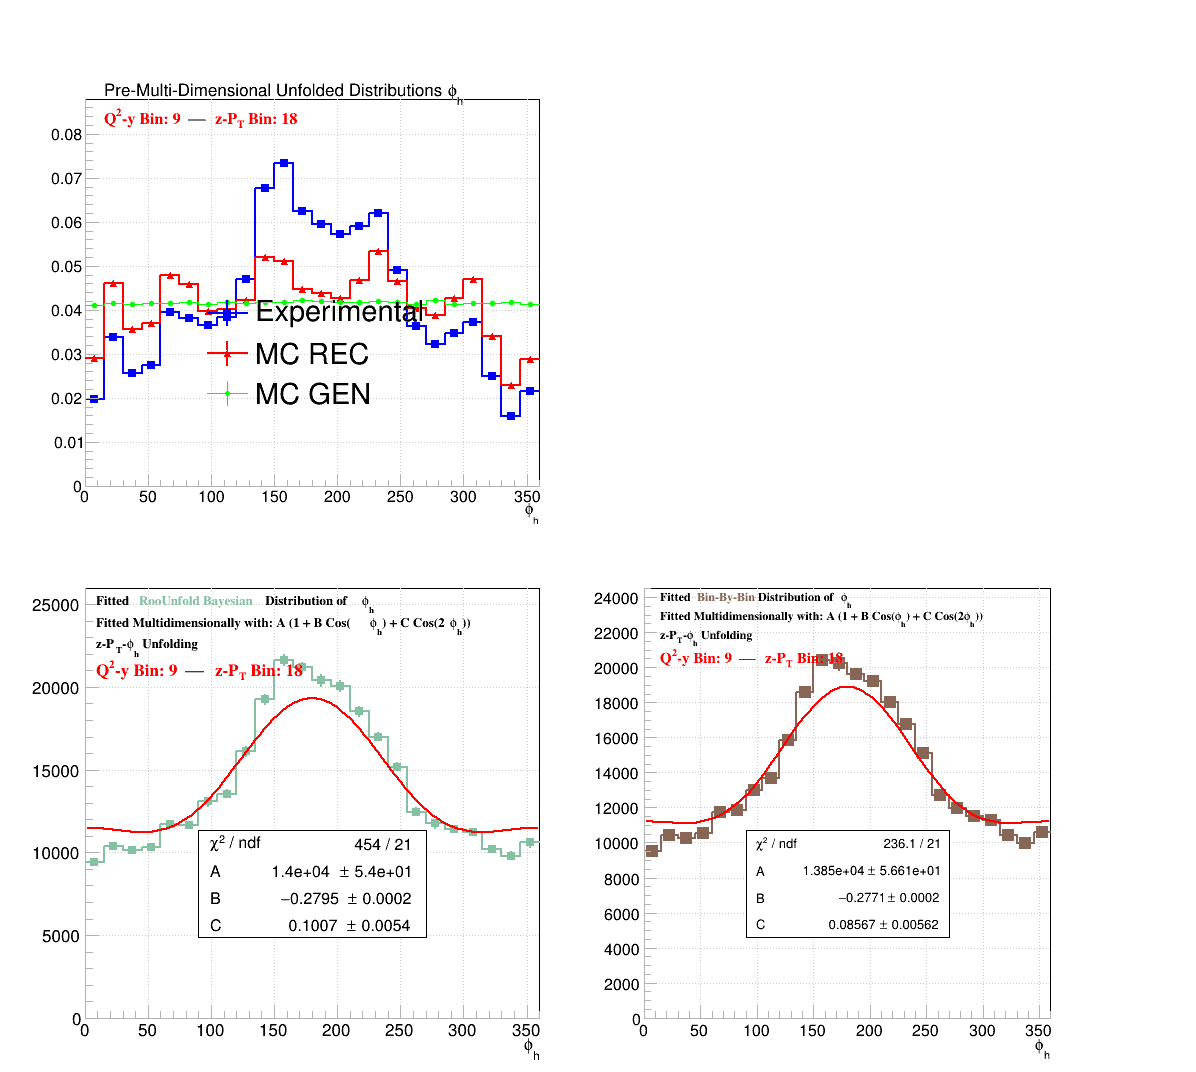 Pre-Multi-Dimensional Unfolded Distributions ϕh
Q2-y Bin: 9 — z-PT Bin: 18
0.08
0.07
0.06
0.05
0.04
0.03
0.02
0.01
0
Experimental
MC REC
MC GEN
0 50 100 150 200 250 300 350
ϕh
Fitted RooUnfold Bayesian Distribution of ϕh
Fitted Multidimensionally with: A (1 + B Cos( ϕh) + C Cos(2 ϕh))
z-PT-ϕh Unfolding
Q2-y Bin: 9 — z-PT Bin: 18
25000
20000
15000
10000
5000
0
χ2 / ndf 454 / 21
A 1.4e+04 ± 5.4e+01
B −0.2795 ± 0.0002
C 0.1007 ± 0.0054
0 50 100 150 200 250 300 350
ϕh
Fitted Bin-By-Bin Distribution of ϕh
Fitted Multidimensionally with: A (1 + B Cos(ϕh) + C Cos(2ϕh))
z-PT-ϕh Unfolding
Q2-y Bin: 9 — z-PT Bin: 18
24000
22000
20000
18000
16000
14000
12000
10000
8000
6000
4000
2000
0
χ2 / ndf 236.1 / 21
A 1.385e+04 ± 5.661e+01
B −0.2771 ± 0.0002
C 0.08567 ± 0.00562
0 50 100 150 200 250 300 350
ϕh